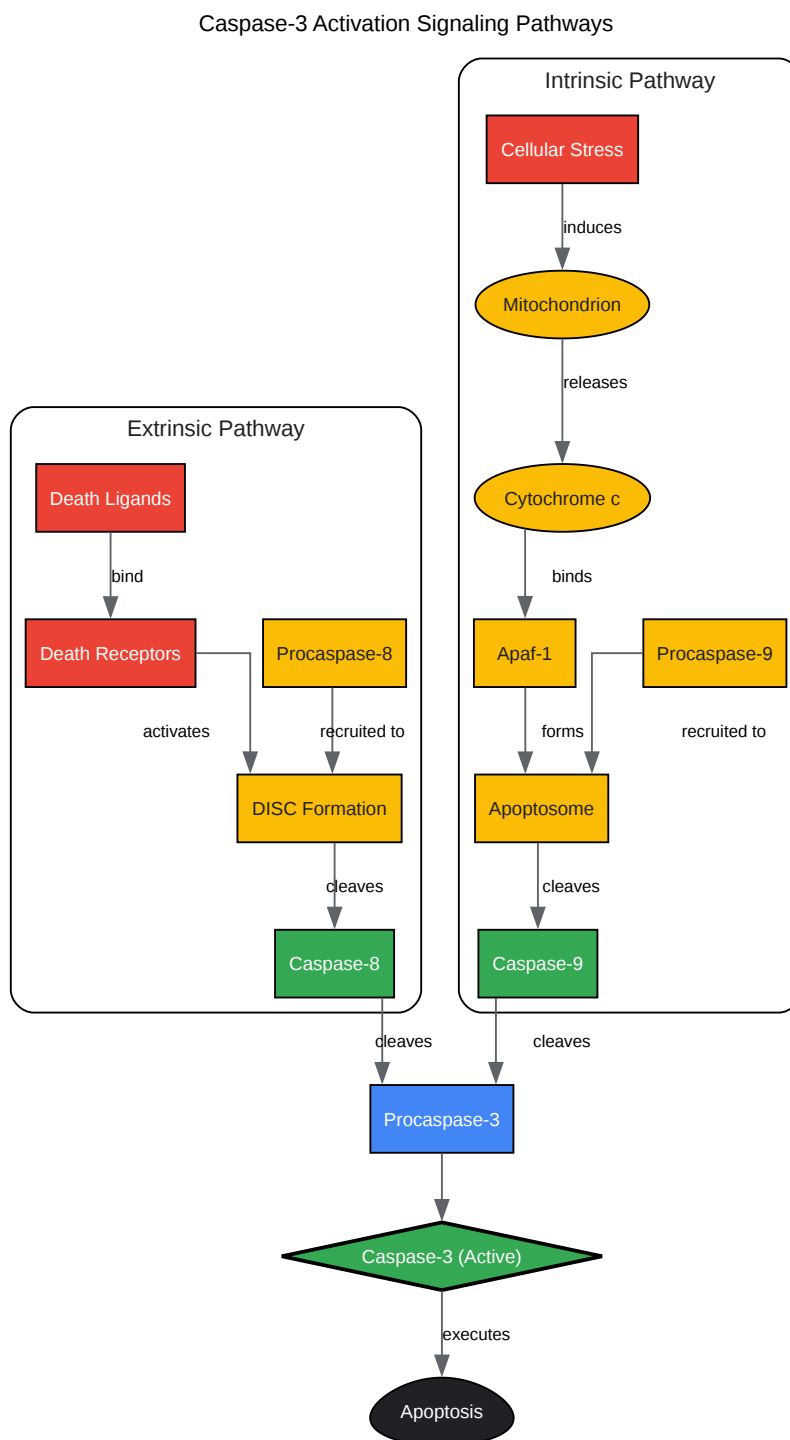 Caspase-3 Activation Signaling Pathways
Intrinsic Pathway
Cellular Stress
induces
Mitochondrion
releases
Cytochrome c
binds
Apaf-1
Procaspase-9
forms
recruited to
Apoptosome
cleaves
Caspase-9
cleaves
Extrinsic Pathway
Death Ligands
bind
Death Receptors
Procaspase-8
activates
recruited to
DISC Formation
cleaves
Caspase-8
cleaves
Procaspase-3
Caspase-3 (Active)
executes
Apoptosis